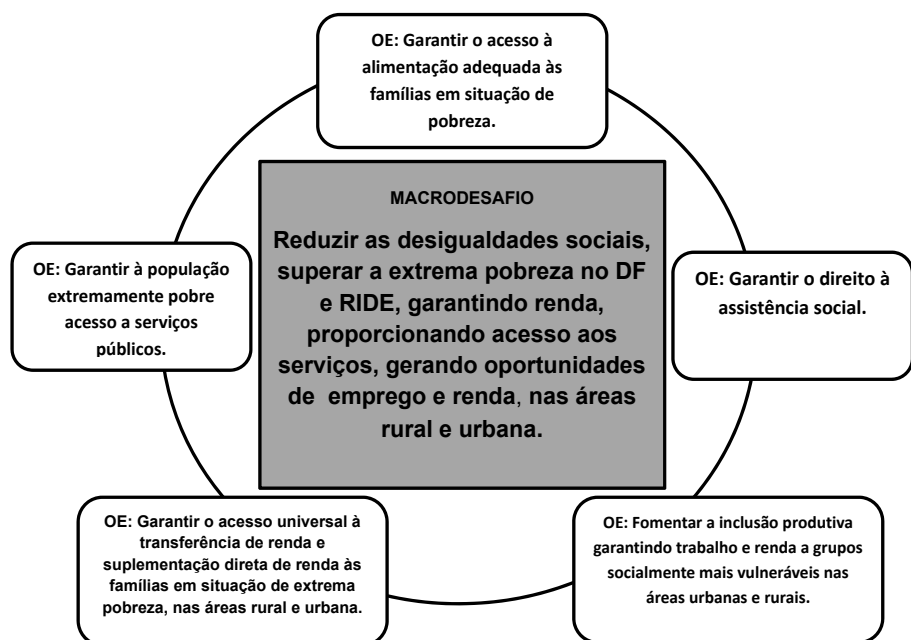 OE: Garantir o acesso à
alimentação adequada às
famílias em situação de
pobreza.
MACRODESAFIO
Reduzir as desigualdades sociais,
superar a extrema pobreza no DF
e RIDE, garantindo renda,
proporcionando acesso aos
serviços, gerando oportunidades
de emprego e renda, nas áreas
rural e urbana.
OE: Garantir à população
extremamente pobre
acesso a serviços
públicos.
OE: Garantir o direito à
assistência social.
OE: Garantir o acesso universal à
transferência de renda e
suplementação direta de renda às
famílias em situação de extrema
pobreza, nas áreas rural e urbana.
OE: Fomentar a inclusão produtiva
garantindo trabalho e renda a grupos
socialmente mais vulneráveis nas
áreas urbanas e rurais.